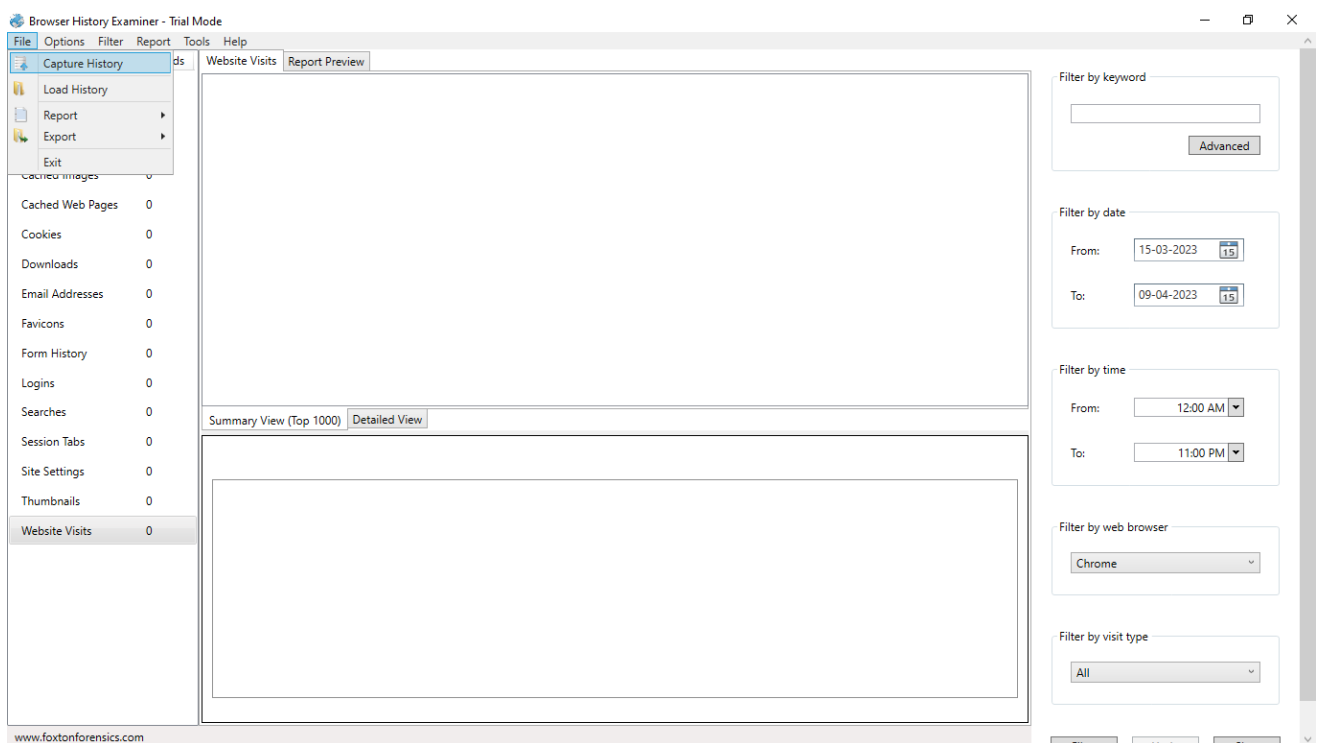 Browser History Examiner - Trial Mode
File Options Filter Report Tools Help
Capture History
Load History
Report
Export
Exit
ds
Website Visits Report Preview
Cached Images 0
Cached Web Pages 0
Cookies 0
Downloads 0
Email Addresses 0
Favicons 0
Form History 0
Logins 0
Searches 0
Session Tabs 0
Site Settings 0
Thumbnails 0
Website Visits 0
Summary View (Top 1000) Detailed View
Filter by keyword
Advanced
Filter by date
From: 15-03-2023 15
To: 09-04-2023 15
Filter by time
From: 12:00 AM
To: 11:00 PM
Filter by web browser
Chrome
Filter by visit type
All
www.foxtonforensics.com